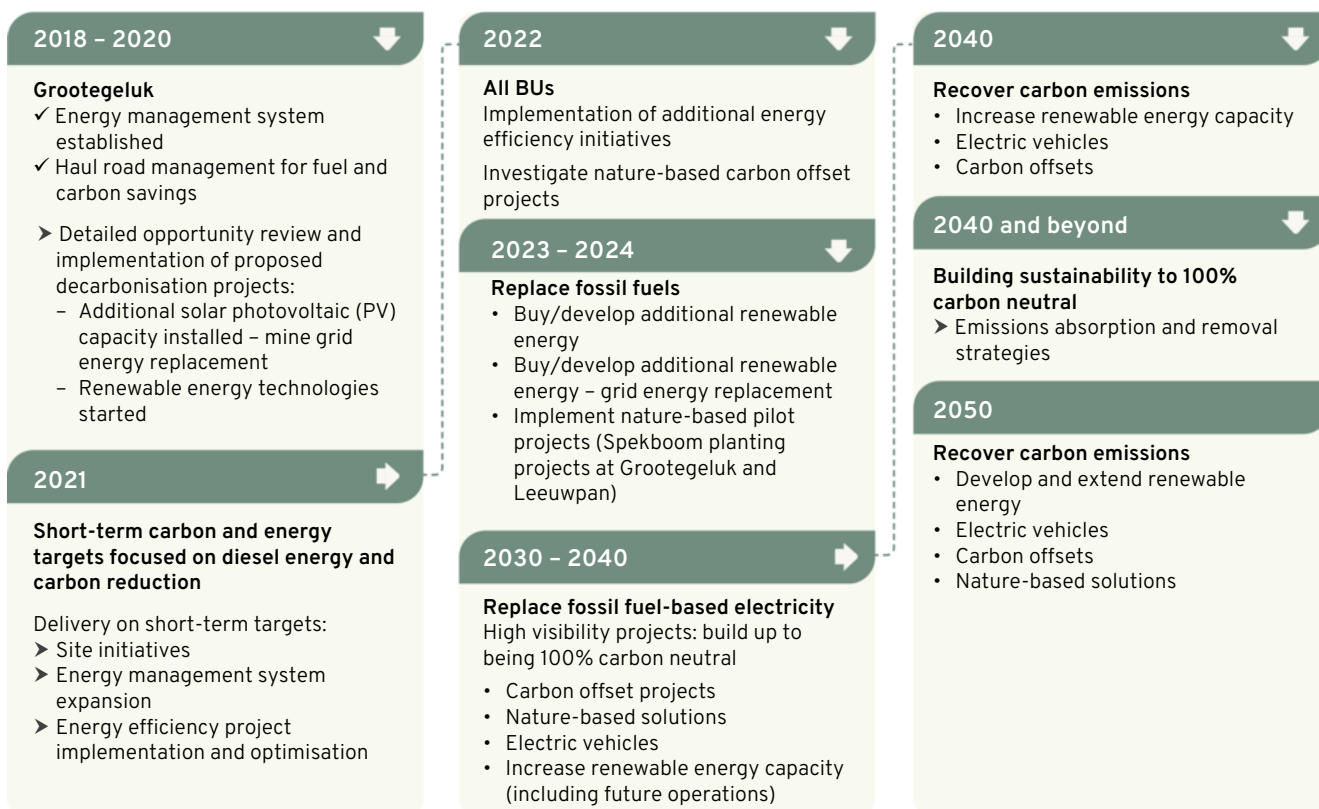 2018 – 2020
Grootegeluk
✓ Energy management system
established
✓ Haul road management for fuel and
carbon savings
➤ Detailed opportunity review and
implementation of proposed
decarbonisation projects:
– Additional solar photovoltaic (PV)
capacity installed – mine grid
energy replacement
– Renewable energy technologies
started
2021
Short-term carbon and energy
targets focused on diesel energy and
carbon reduction
Delivery on short-term targets:
➤ Site initiatives
➤ Energy management system
expansion
➤ Energy efficiency project
implementation and optimisation
2022
All BUs
Implementation of additional energy
efficiency initiatives
Investigate nature-based carbon offset
projects
2023 – 2024
Replace fossil fuels
• Buy/develop additional renewable
energy
• Buy/develop additional renewable
energy – grid energy replacement
• Implement nature-based pilot
projects (Spekboom planting
projects at Grootegeluk and
Leeuwpan)
2030 – 2040
Replace fossil fuel-based electricity
High visibility projects: build up to
being 100% carbon neutral
• Carbon offset projects
• Nature-based solutions
• Electric vehicles
• Increase renewable energy capacity
(including future operations)
2040
Recover carbon emissions
• Increase renewable energy capacity
• Electric vehicles
• Carbon offsets
2040 and beyond
Building sustainability to 100%
carbon neutral
➤ Emissions absorption and removal
strategies
2050
Recover carbon emissions
• Develop and extend renewable
energy
• Electric vehicles
• Carbon offsets
• Nature-based solutions